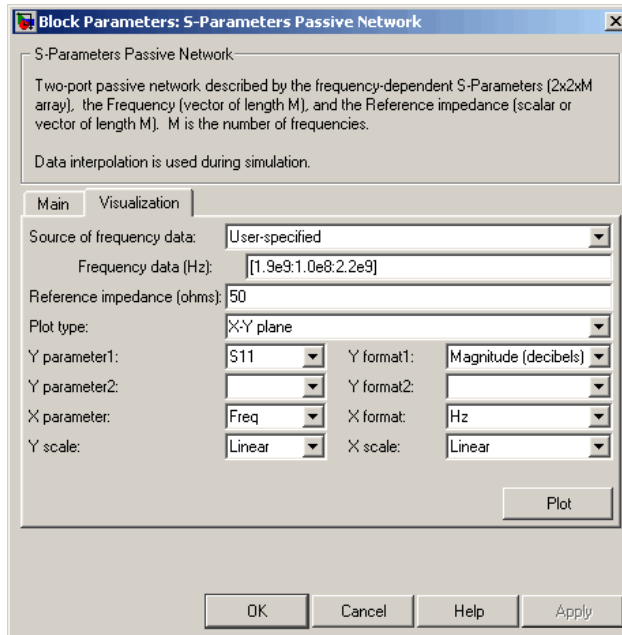 Block Parameters: S-Parameters Passive Network
S-Parameters Passive Network
Two-port passive network described by the frequency-dependent S-Parameters (2x2xM
array), the Frequency (vector of length M), and the Reference impedance (scalar or
vector of length M). M is the number of frequencies.
Data interpolation is used during simulation.
Main Visualization
Source of frequency data: User-specified
Frequency data (Hz): [1.9e9:1.0e8:2.2e9]
Reference impedance (ohms): 50
Plot type: X-Y plane
Y parameter1: S11 Y format1: Magnitude (decibels)
Y parameter2: Y format2:
X parameter: Freq X format: Hz
Y scale: Linear X scale: Linear
Plot
OK Cancel Help Apply